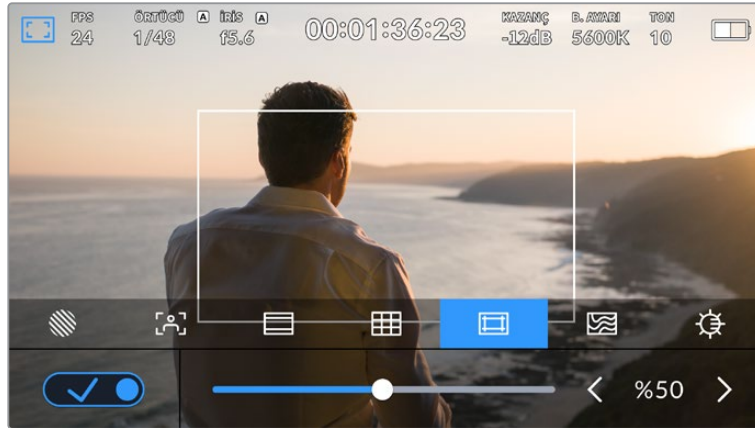 FPS ÖRTÜCÜ A İRİS A 00:01:36:23 KAZANÇ B. AYARI TON
24 1/48 f5.6 -12dB 5600K 10
%50